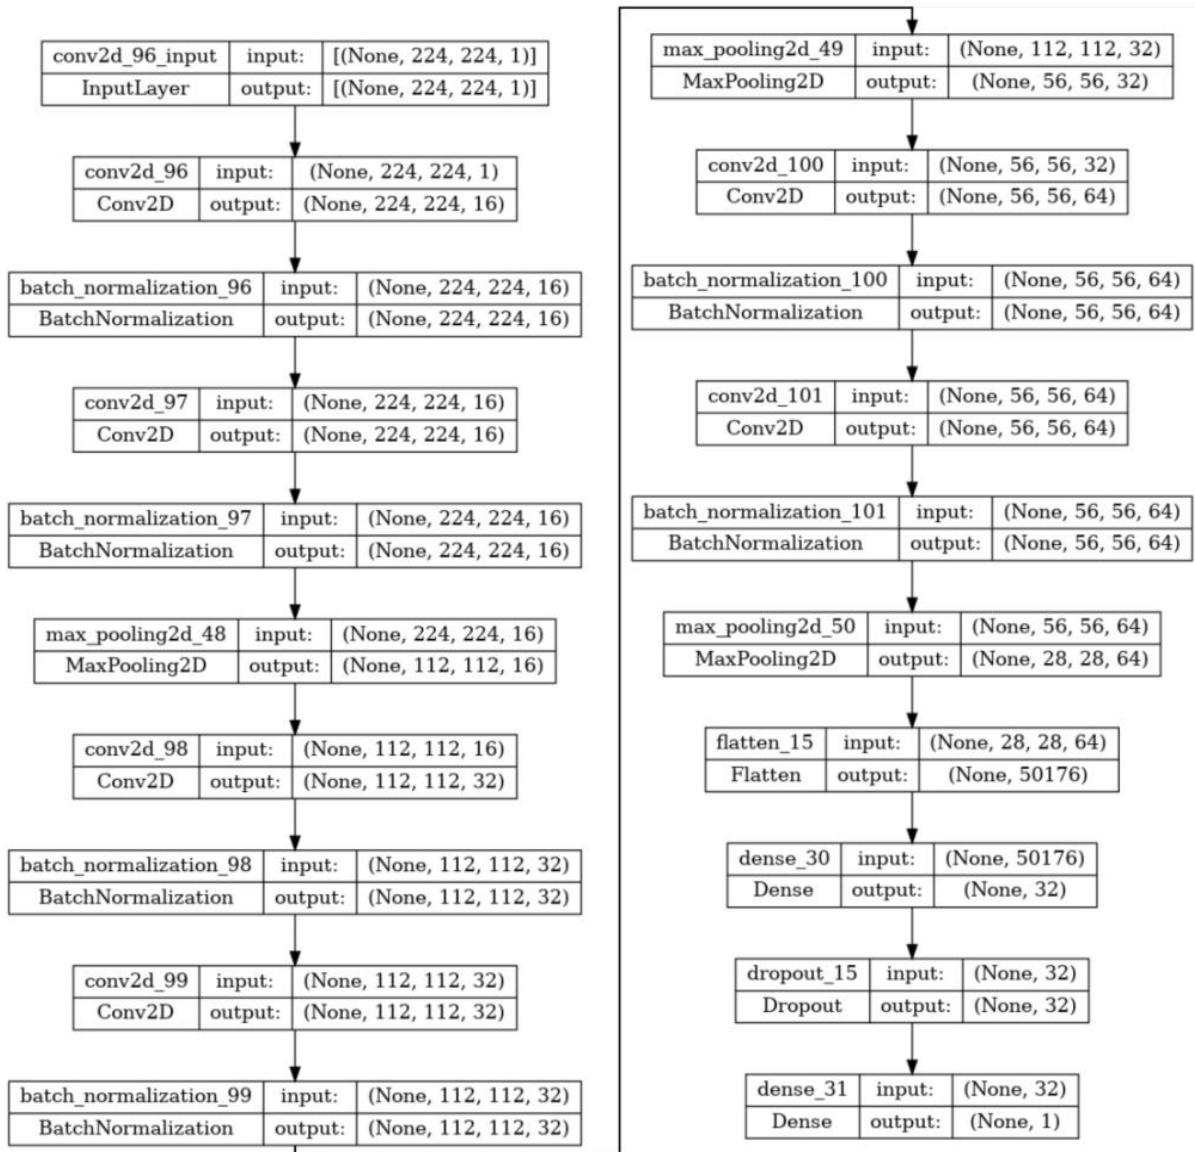 conv2d_96_input input: [(None, 224, 224, 1)]
InputLayer output: [(None, 224, 224, 1)]
conv2d_96 input: (None, 224, 224, 1)
Conv2D output: (None, 224, 224, 16)
batch_normalization_96 input: (None, 224, 224, 16)
BatchNormalization output: (None, 224, 224, 16)
conv2d_97 input: (None, 224, 224, 16)
Conv2D output: (None, 224, 224, 16)
batch_normalization_97 input: (None, 224, 224, 16)
BatchNormalization output: (None, 224, 224, 16)
max_pooling2d_48 input: (None, 224, 224, 16)
MaxPooling2D output: (None, 112, 112, 16)
conv2d_98 input: (None, 112, 112, 16)
Conv2D output: (None, 112, 112, 32)
batch_normalization_98 input: (None, 112, 112, 32)
BatchNormalization output: (None, 112, 112, 32)
conv2d_99 input: (None, 112, 112, 32)
Conv2D output: (None, 112, 112, 32)
batch_normalization_99 input: (None, 112, 112, 32)
BatchNormalization output: (None, 112, 112, 32)
max_pooling2d_49 input: (None, 112, 112, 32)
MaxPooling2D output: (None, 56, 56, 32)
conv2d_100 input: (None, 56, 56, 32)
Conv2D output: (None, 56, 56, 64)
batch_normalization_100 input: (None, 56, 56, 64)
BatchNormalization output: (None, 56, 56, 64)
conv2d_101 input: (None, 56, 56, 64)
Conv2D output: (None, 56, 56, 64)
batch_normalization_101 input: (None, 56, 56, 64)
BatchNormalization output: (None, 56, 56, 64)
max_pooling2d_50 input: (None, 56, 56, 64)
MaxPooling2D output: (None, 28, 28, 64)
flatten_15 input: (None, 28, 28, 64)
Flatten output: (None, 50176)
dense_30 input: (None, 50176)
Dense output: (None, 32)
dropout_15 input: (None, 32)
Dropout output: (None, 32)
dense_31 input: (None, 32)
Dense output: (None, 1)